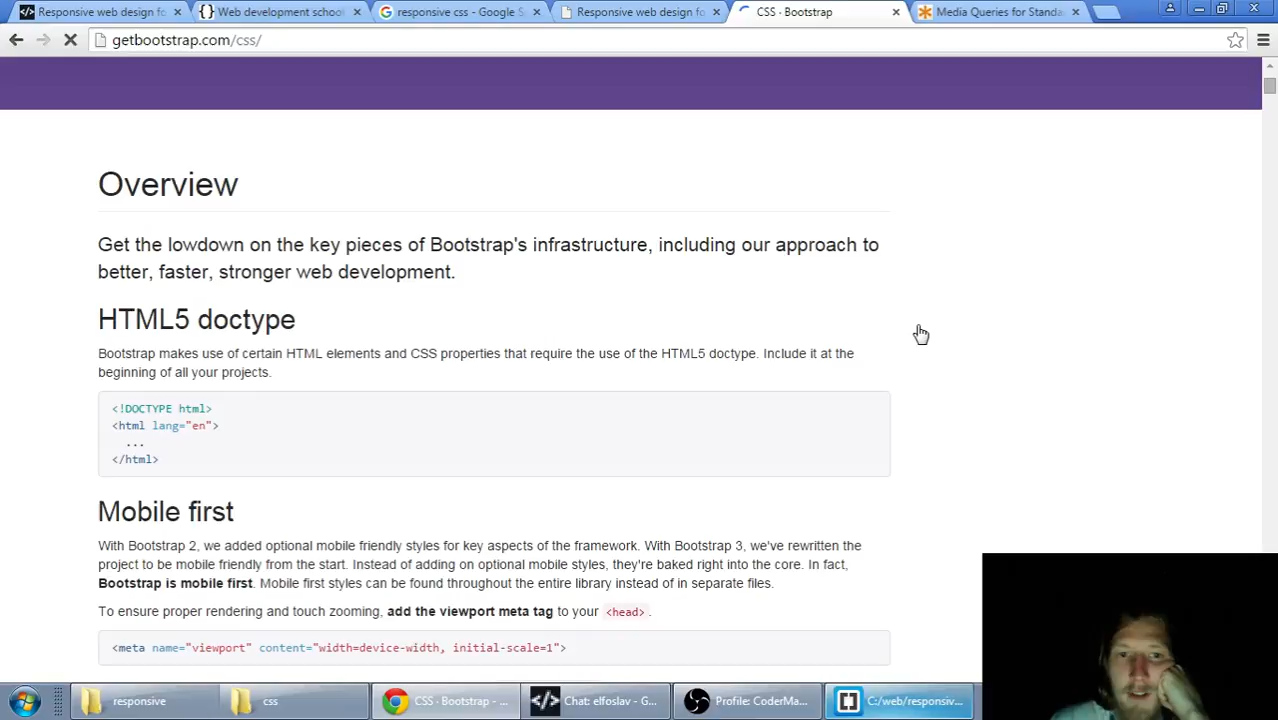 Responsive web design fo
Web development schoo
responsive css - Google S
Responsive web design fo
CSS · Bootstrap
Media Queries for Standa
getbootstrap.com/css/
Overview
Get the lowdown on the key pieces of Bootstrap's infrastructure, including our approach to
better, faster, stronger web development.
HTML5 doctype
Bootstrap makes use of certain HTML elements and CSS properties that require the use of the HTML5 doctype. Include it at the
beginning of all your projects.
<!DOCTYPE html>
<html lang="en">
...
</html>
Mobile first
With Bootstrap 2, we added optional mobile friendly styles for key aspects of the framework. With Bootstrap 3, we've rewritten the
project to be mobile friendly from the start. Instead of adding on optional mobile styles, they're baked right into the core. In fact,
Bootstrap is mobile first. Mobile first styles can be found throughout the entire library instead of in separate files.
To ensure proper rendering and touch zooming, add the viewport meta tag to your <head>.
<meta name="viewport" content="width=device-width, initial-scale=1">
responsive
css
CSS · Bootstrap - ...
Chat: elfoslav - G...
Profile: CoderMa...
C:/web/responsiv...